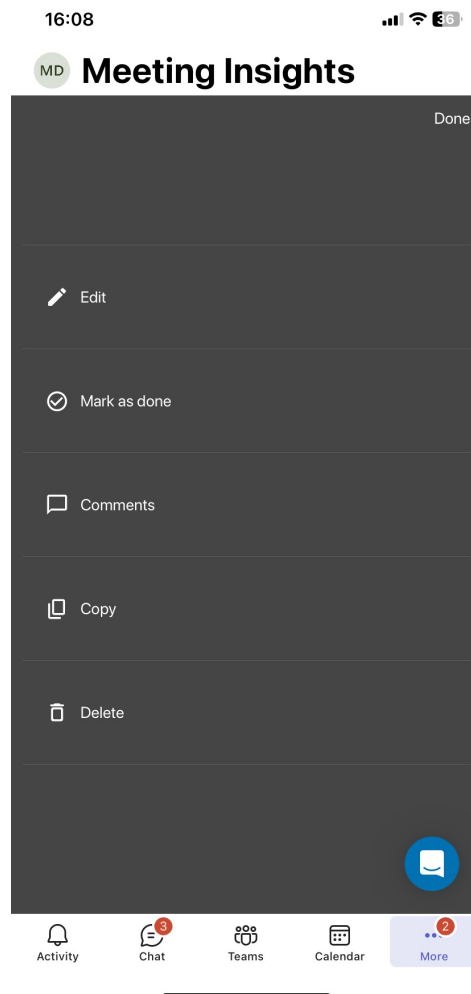 16:08
36
MD Meeting Insights
Done
Edit
Mark as done
Comments
Copy
Delete
3
2
Activity
Chat
Teams
Calendar
More